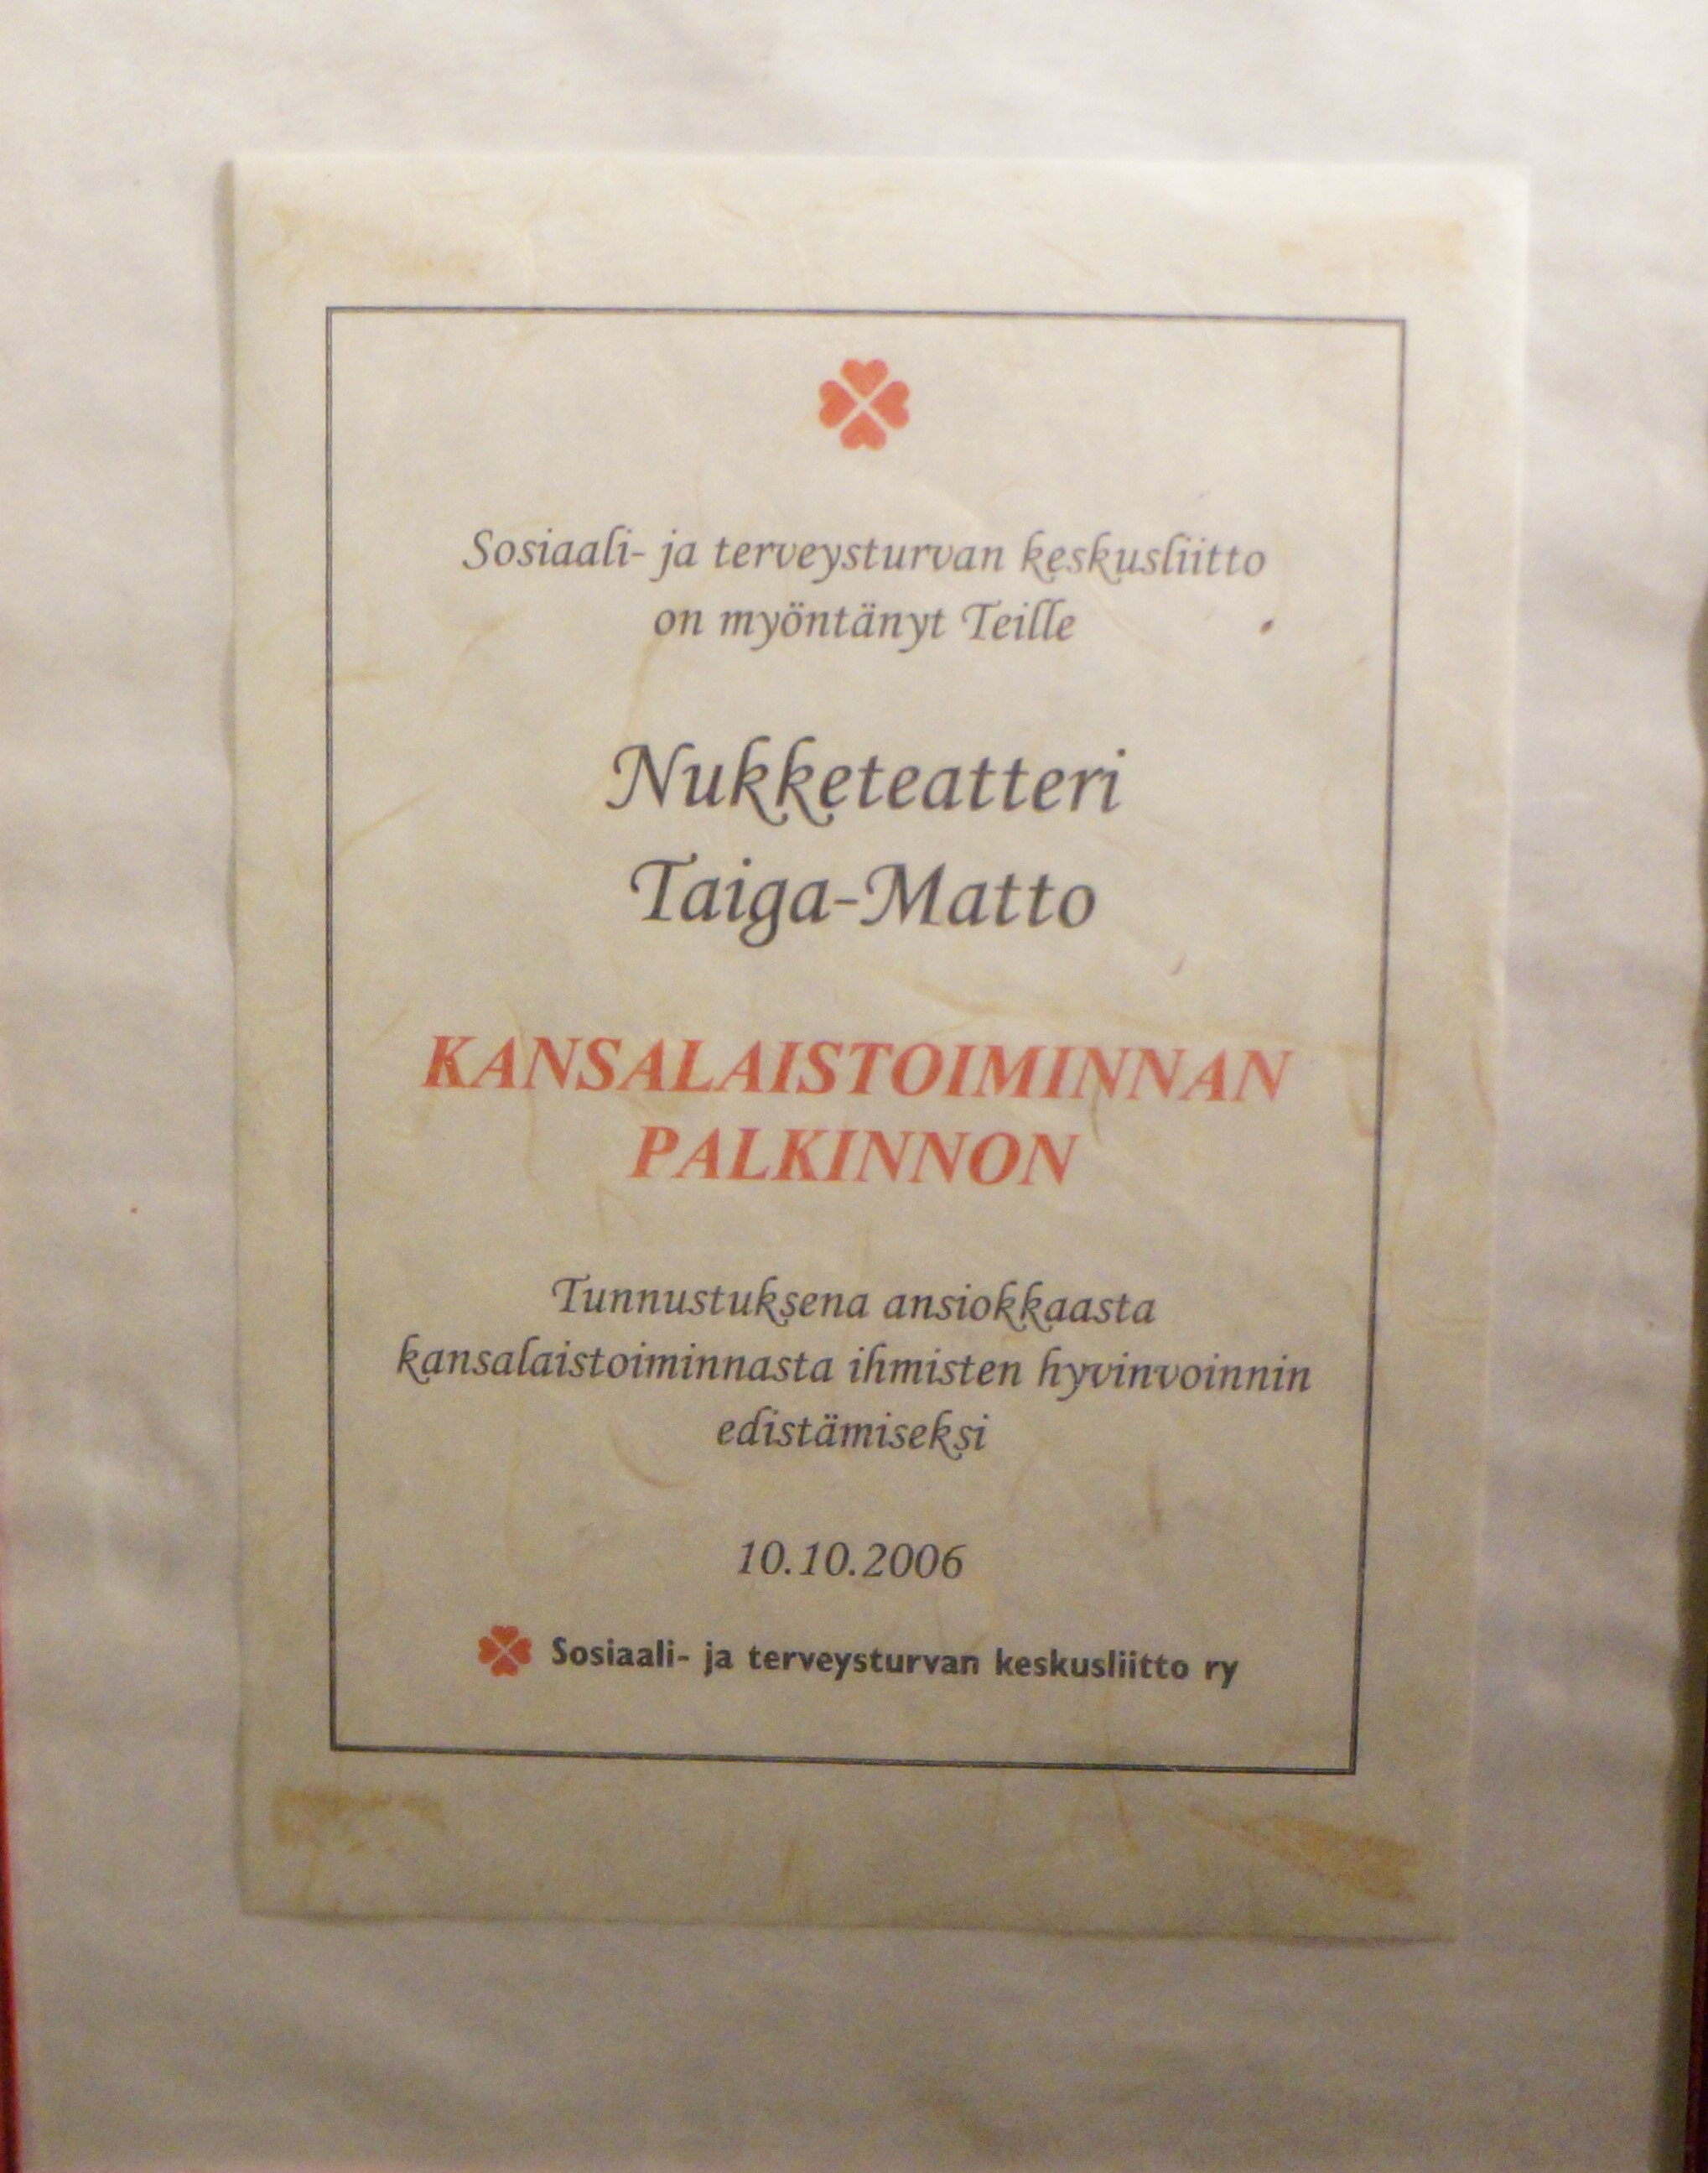 Sosiaali- ja terveysturvan keskusliitto
on myöntänyt Teille
Nukketeatteri
Taiga-Matto
KANSALAISTOIMINNAN
PALKINNON
Tunnustuksena ansiokkaasta
kansalaistoiminnasta ihmisten hyvinvoinnin
edistämiseksi
10.10.2006
Sosiaali- ja terveysturvan keskusliitto ry